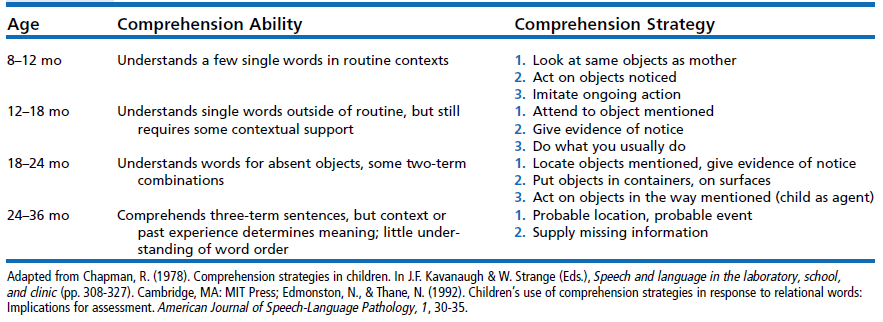 Age Comprehension Ability Comprehension Strategy
8–12 mo Understands a few single words in routine contexts 1. Look at same objects as mother
2. Act on objects noticed
3. Imitate ongoing action
12–18 mo Understands single words outside of routine, but still 1. Attend to object mentioned
requires some contextual support 2. Give evidence of notice
3. Do what you usually do
18–24 mo Understands words for absent objects, some two-term 1. Locate objects mentioned, give evidence of notice
combinations 2. Put objects in containers, on surfaces
3. Act on objects in the way mentioned (child as agent)
24–36 mo Comprehends three-term sentences, but context or 1. Probable location, probable event
past experience determines meaning; little under- 2. Supply missing information
standing of word order
Adapted from Chapman, R. (1978). Comprehension strategies in children. In J.F. Kavanaugh & W. Strange (Eds.), Speech and language in the laboratory, school,
and clinic (pp. 308-327). Cambridge, MA: MIT Press; Edmonston, N., & Thane, N. (1992). Children’s use of comprehension strategies in response to relational words:
Implications for assessment. American Journal of Speech-Language Pathology, 1, 30-35.